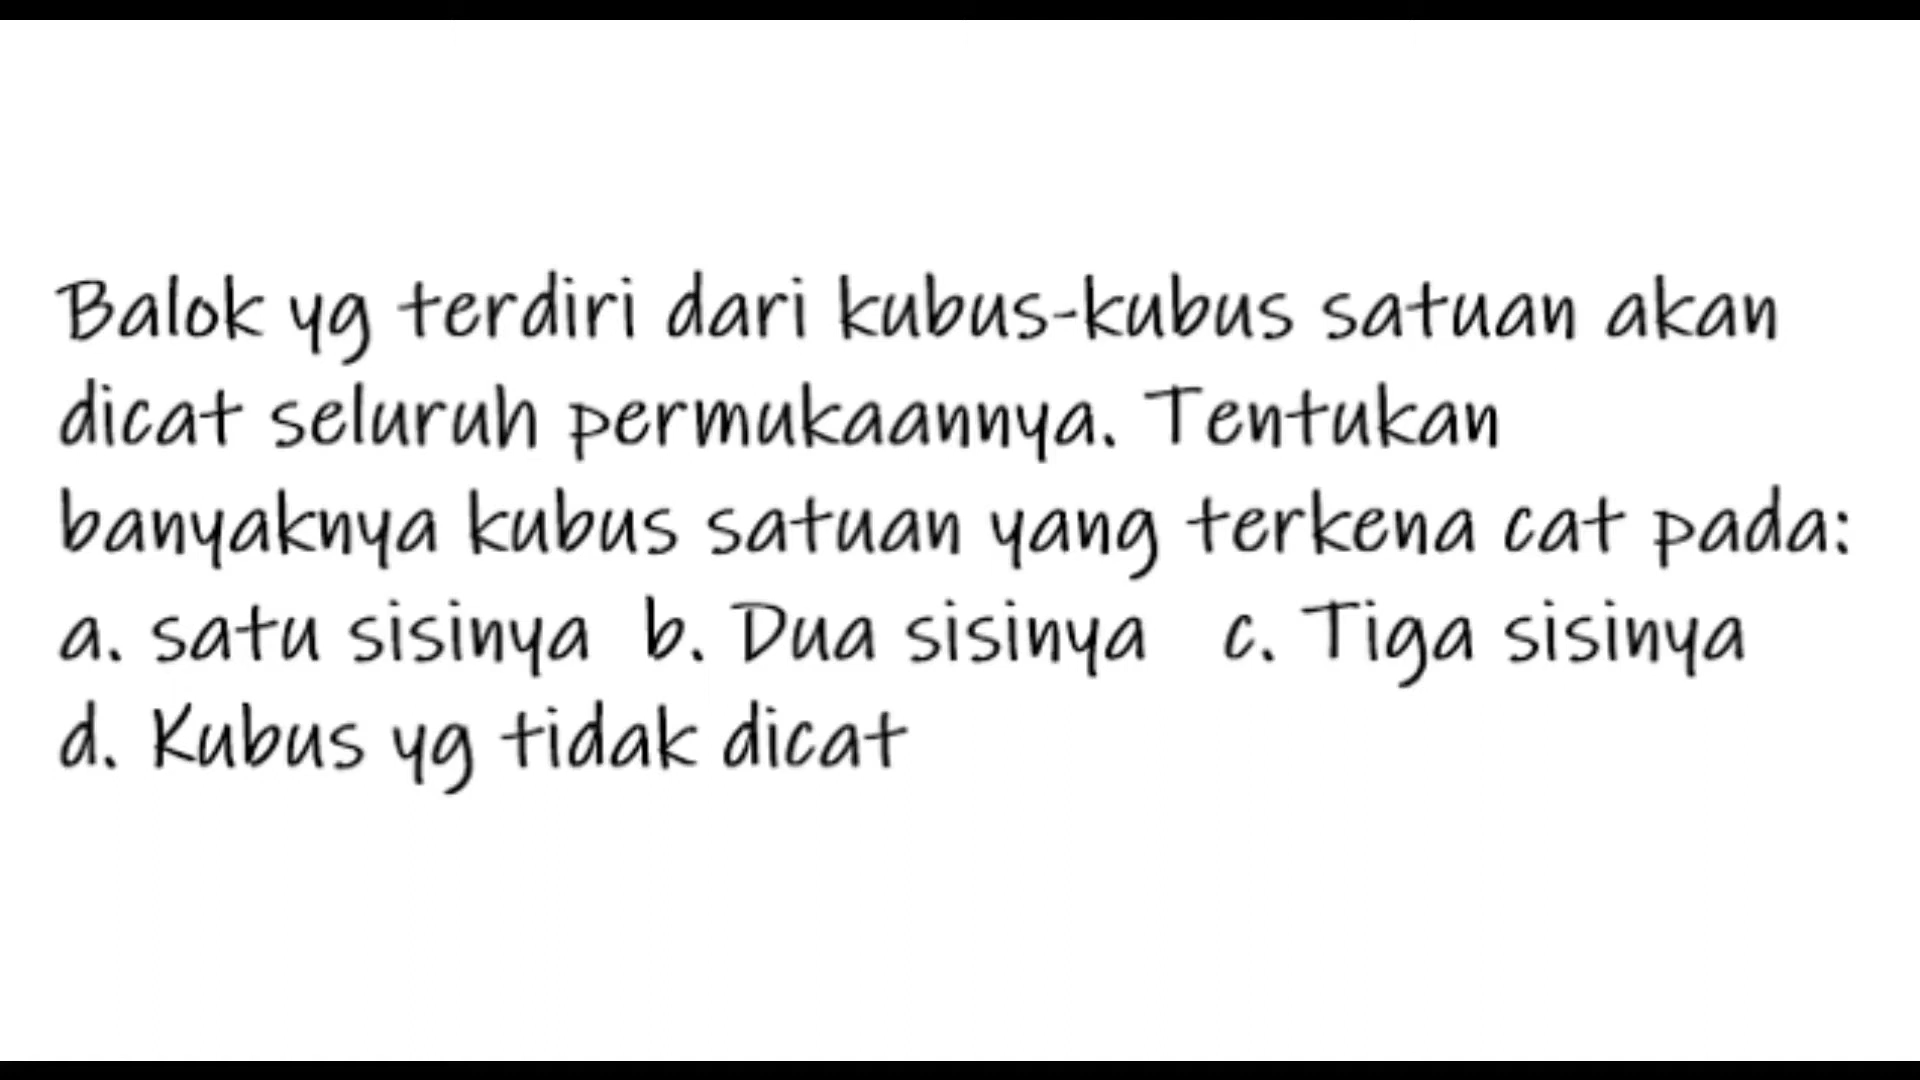 Balok yg terdiri dari kubus-kubus satuan akan
dicat seluruh permukaannya. Tentukan
banyaknya kubus satuan yang terkena cat pada:
a. satu sisinya b. Dua sisinya c. Tiga sisinya
d. Kubus yg tidak dicat